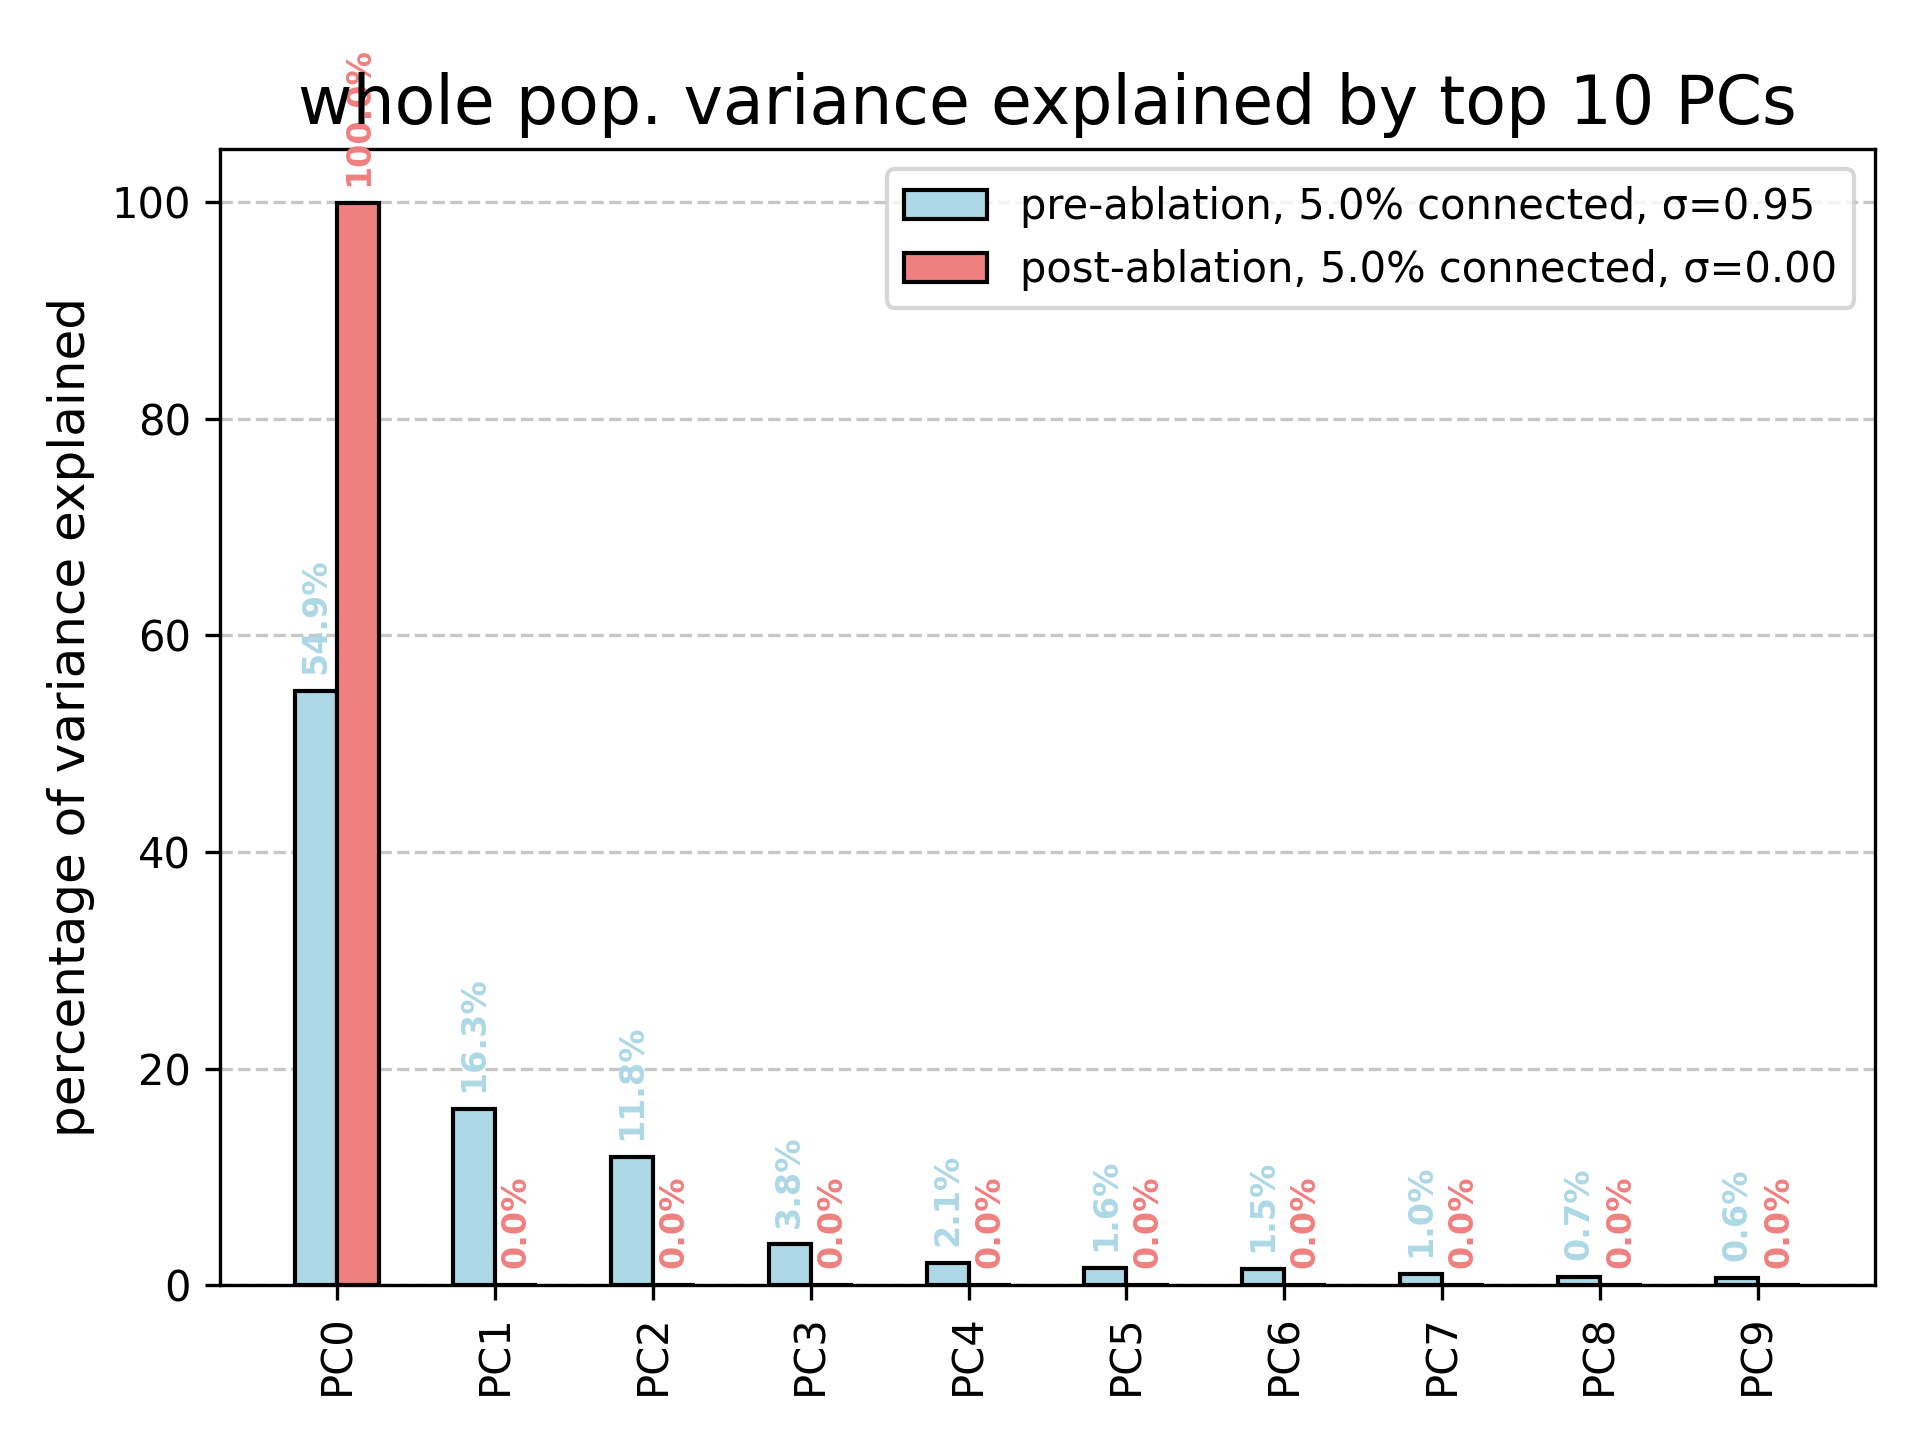 whole pop. variance explained by top 10 PCs
pre-ablation, 5.0% connected, σ=0.95
post-ablation, 5.0% connected, σ=0.00
percentage of variance explained
100
80
60
40
20
0
54.9%
100.0%
16.3%
0.0%
11.8%
0.0%
3.8%
0.0%
2.1%
0.0%
1.6%
0.0%
1.5%
0.0%
1.0%
0.0%
0.7%
0.0%
0.6%
0.0%
PC0
PC1
PC2
PC3
PC4
PC5
PC6
PC7
PC8
PC9